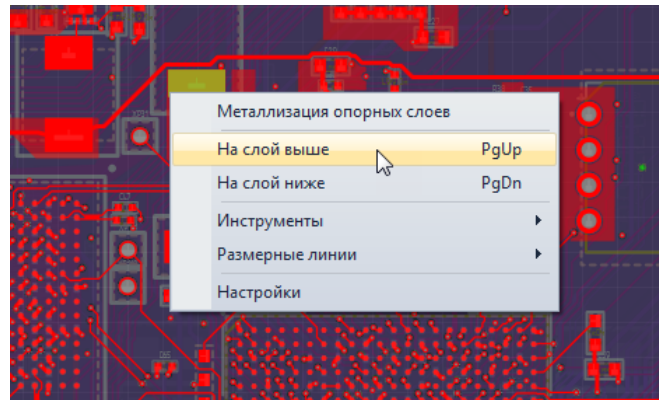 Металлизация опорных слоев
На слой выше PgUp
На слой ниже PgDn
Инструменты
Размерные линии
Настройки